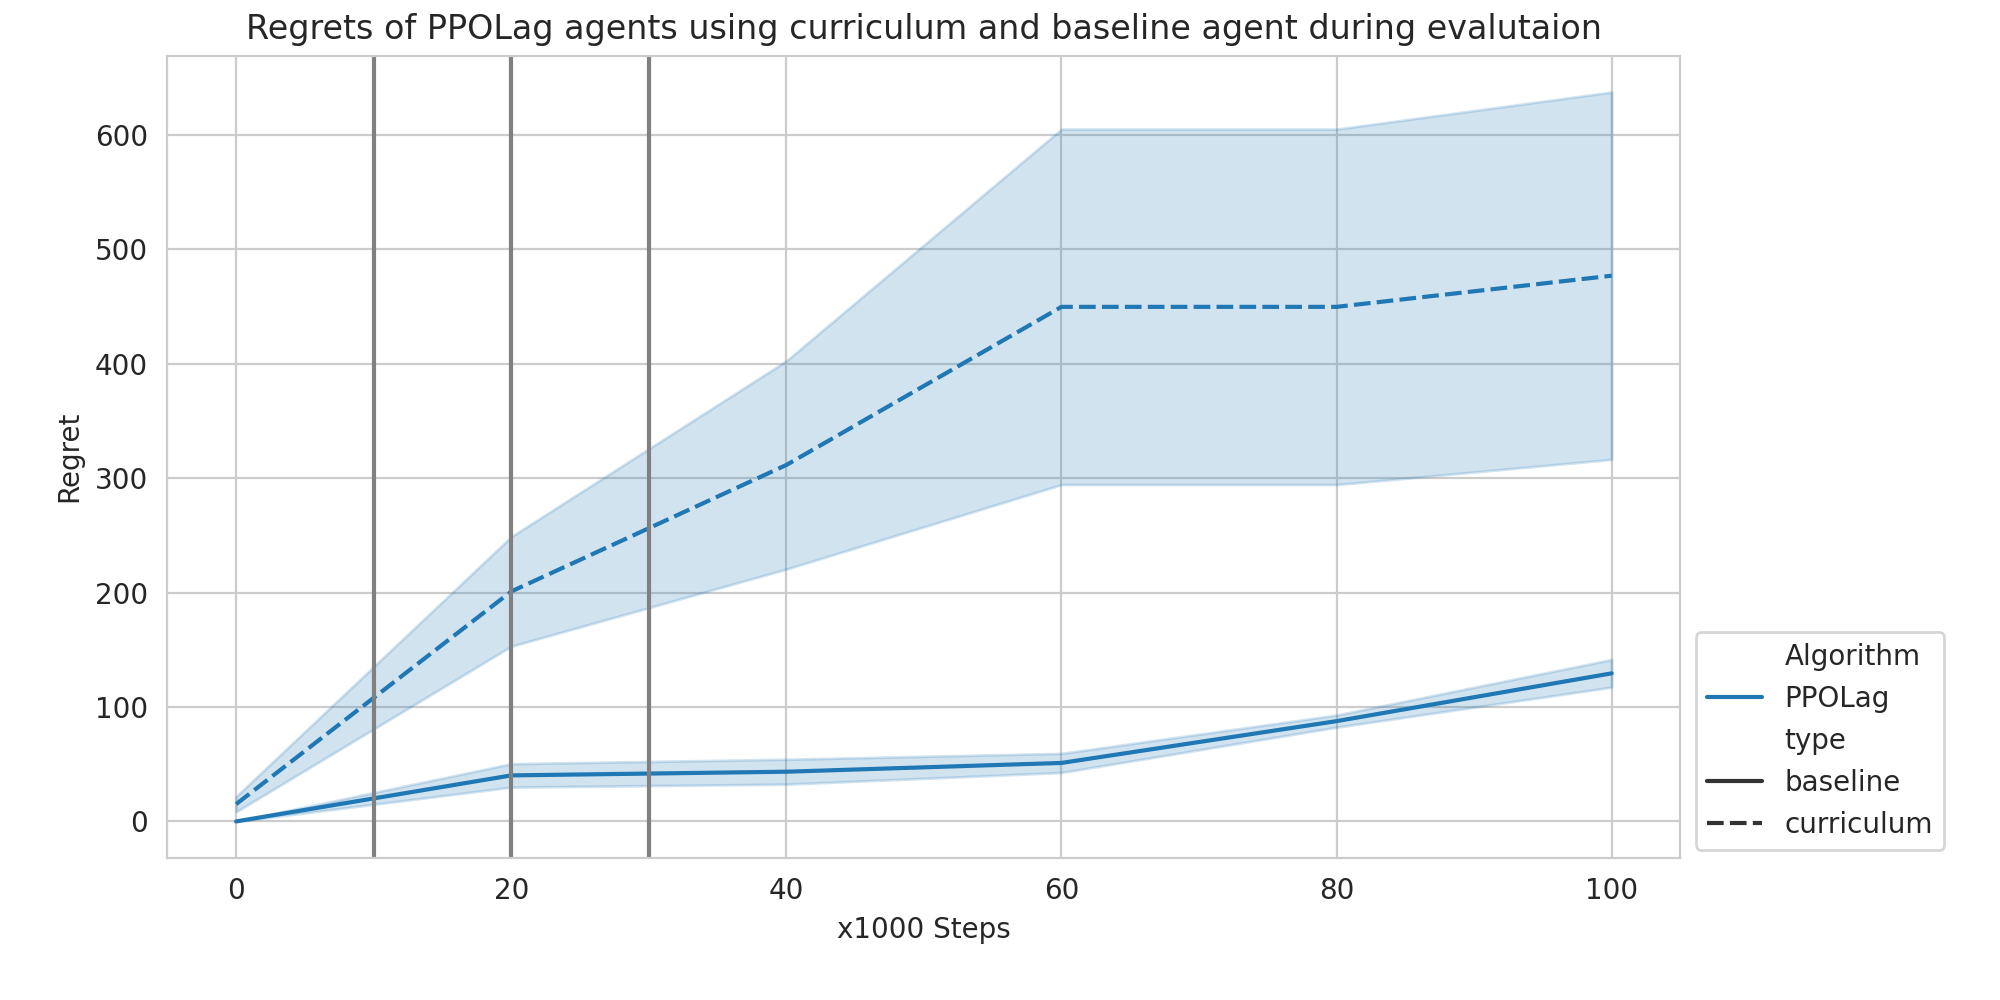 Regrets of PPOLag agents using curriculum and baseline agent during evalutaion
600
500
400
300
200
100
0
Regret
0 20 40 60 80 100
x1000 Steps
Algorithm
PPOLag
type
baseline
curriculum